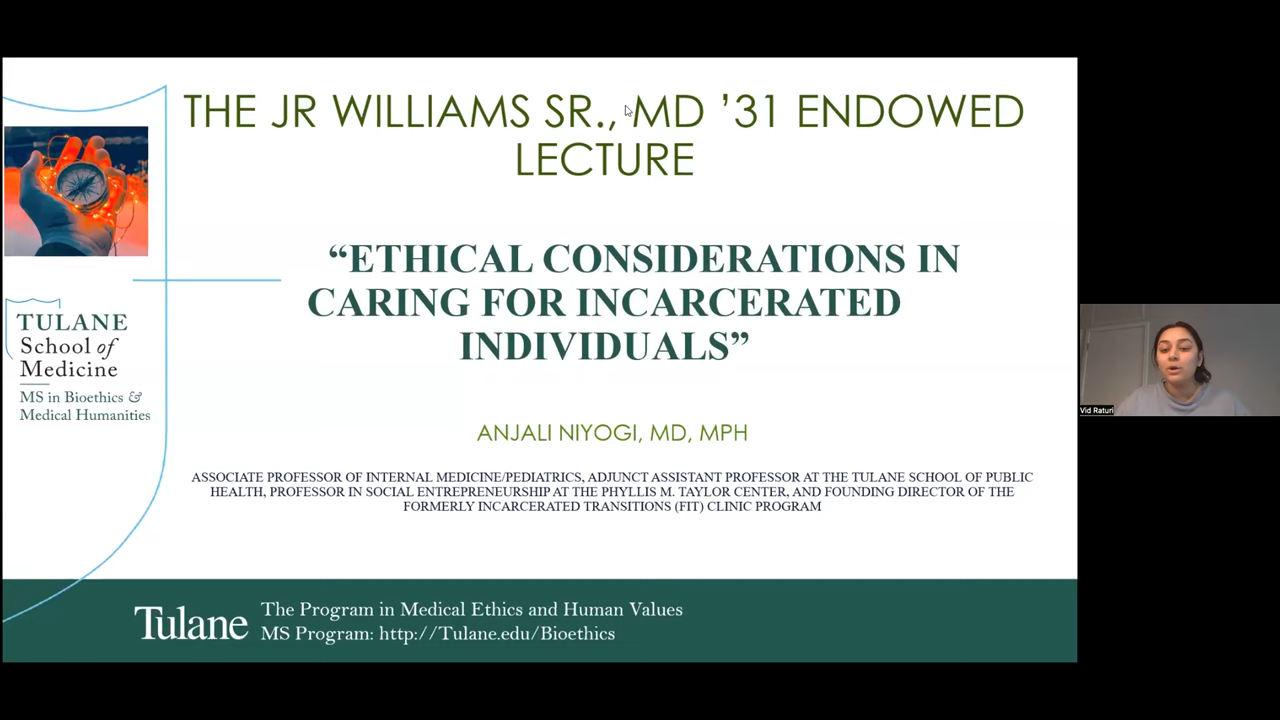 THE JR WILLIAMS SR., MD ’31 ENDOWED
LECTURE
“ETHICAL CONSIDERATIONS IN
CARING FOR INCARCERATED
INDIVIDUALS”
TULANE
School of
Medicine
MS in Bioethics &
Medical Humanities
ANJALI NIYOGI, MD, MPH
ASSOCIATE PROFESSOR OF INTERNAL MEDICINE/PEDIATRICS, ADJUNCT ASSISTANT PROFESSOR AT THE TULANE SCHOOL OF PUBLIC
HEALTH, PROFESSOR IN SOCIAL ENTREPRENEURSHIP AT THE PHYLLIS M. TAYLOR CENTER, AND FOUNDING DIRECTOR OF THE
FORMERLY INCARCERATED TRANSITIONS (FIT) CLINIC PROGRAM
Tulane
The Program in Medical Ethics and Human Values
MS Program: http://Tulane.edu/Bioethics
Vid Raturi